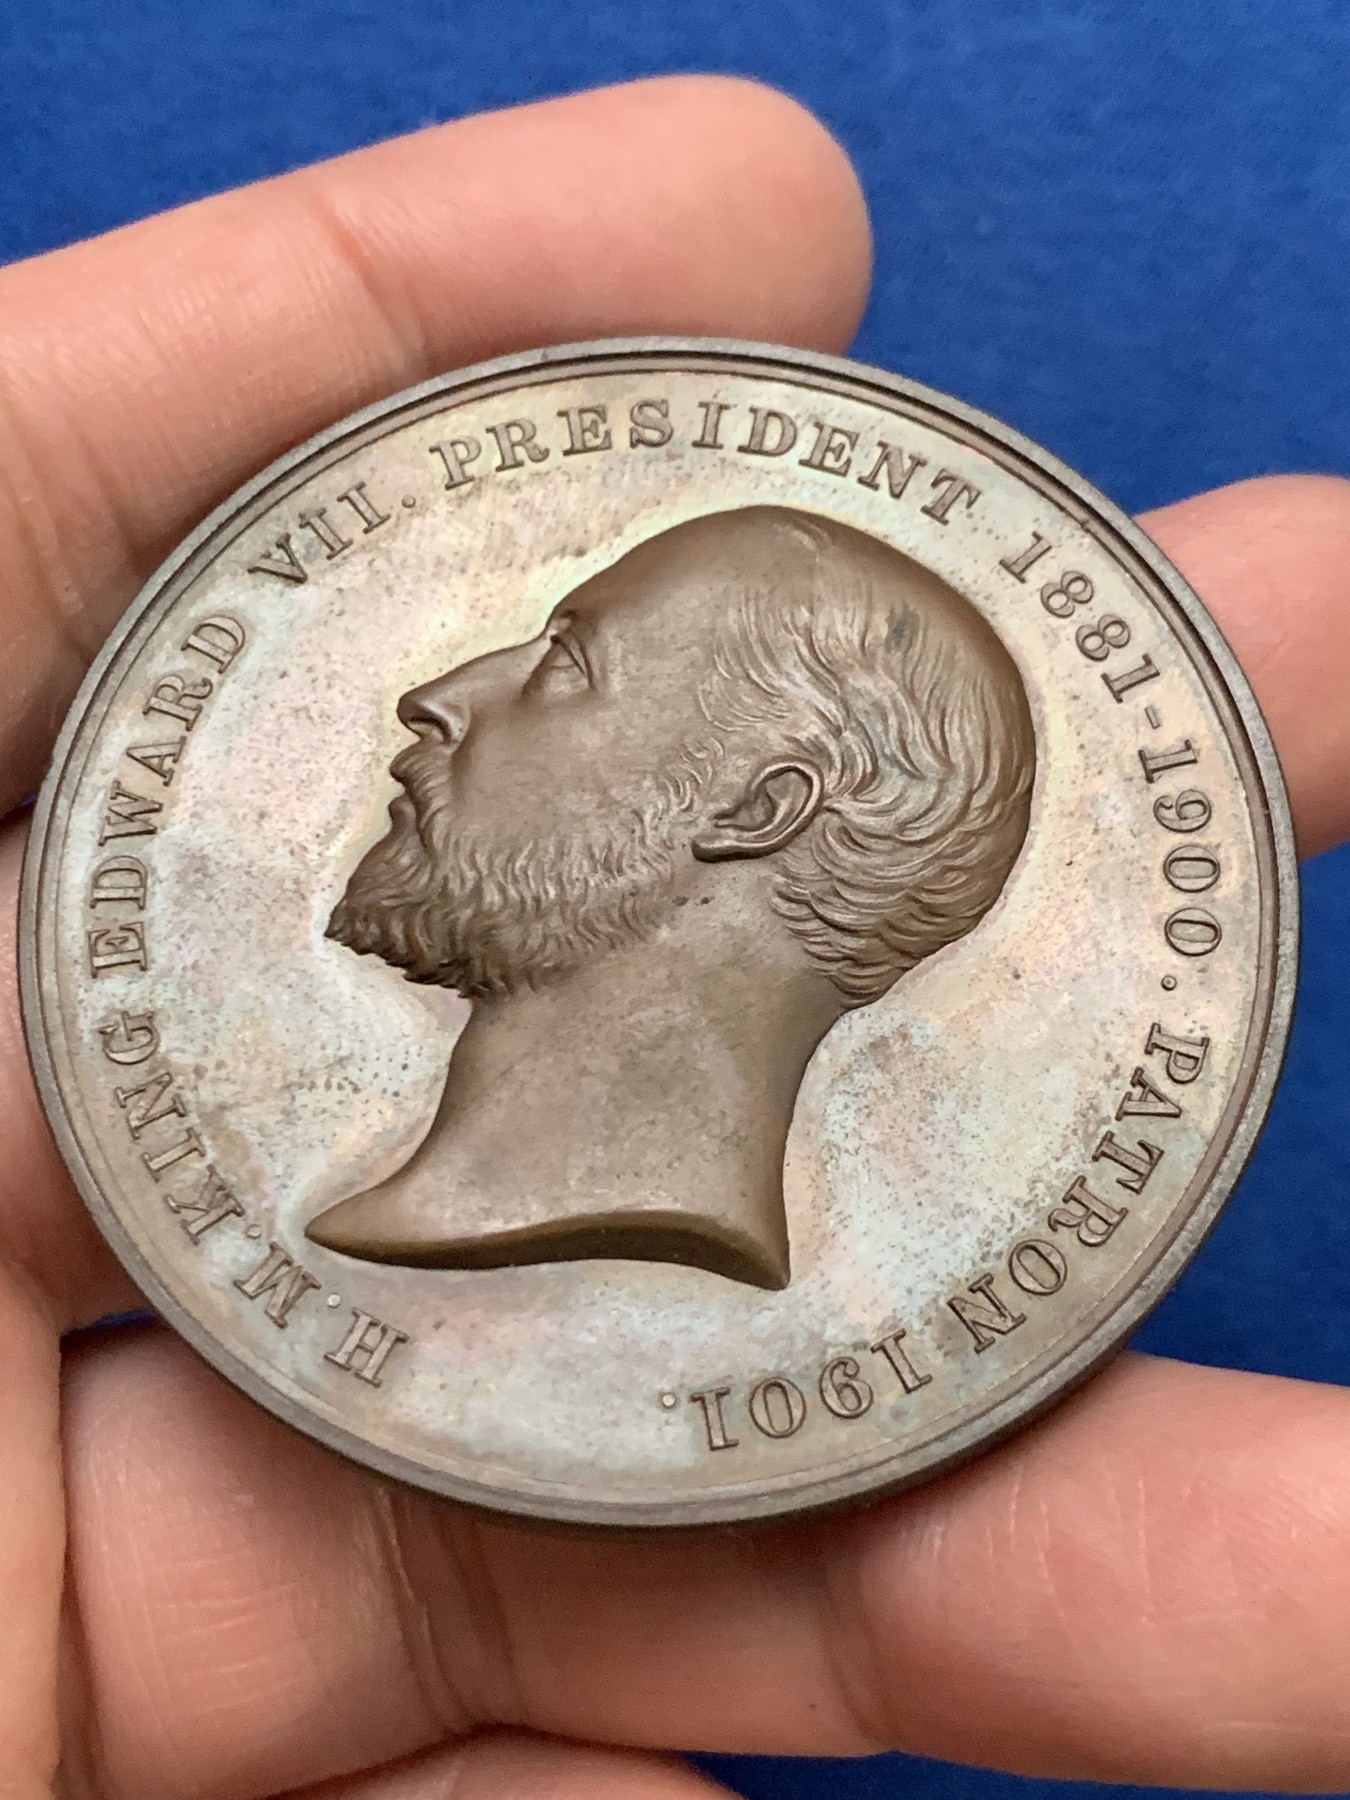 H.M.KING EDWARD VII. PRESIDENT 1881-1900. PATRON 1901.